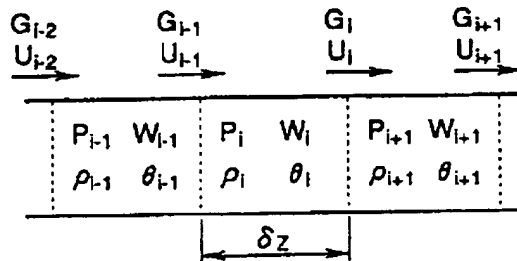 G_{i-2} G_{i-1} G_i G_{i+1}
U_{i-2} U_{i-1} U_i U_{i+1}
P_{i-1} W_{i-1} P_i W_i P_{i+1} W_{i+1}
ρ_{i-1} θ_{i-1} ρ_i θ_i ρ_{i+1} θ_{i+1}
δz